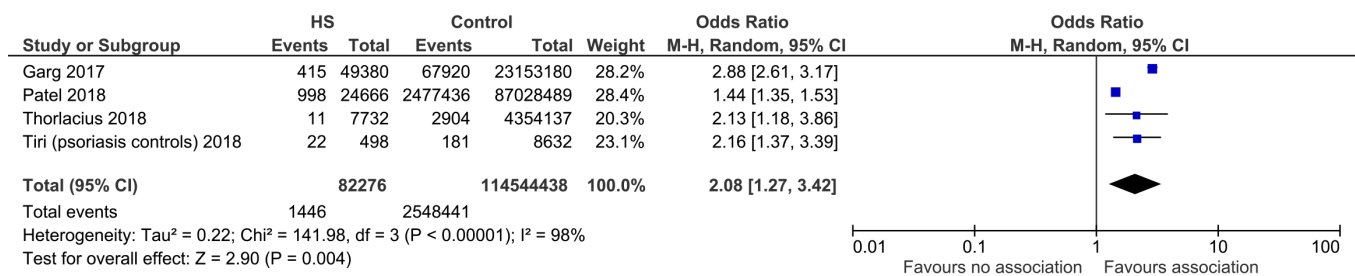 HS Control Odds Ratio Odds Ratio
Study or Subgroup Events Total Events Total Weight M-H, Random, 95% CI M-H, Random, 95% CI
Garg 2017 415 49380 67920 23153180 28.2% 2.88 [2.61, 3.17]
Patel 2018 998 24666 2477436 87028489 28.4% 1.44 [1.35, 1.53]
Thorlacius 2018 11 7732 2904 4354137 20.3% 2.13 [1.18, 3.86]
Tiri (psoriasis controls) 2018 22 498 181 8632 23.1% 2.16 [1.37, 3.39]
Total (95% CI) 82276 114544438 100.0% 2.08 [1.27, 3.42]
Total events 1446 2548441
Heterogeneity: Tau² = 0.22; Chi² = 141.98, df = 3 (P < 0.00001); I² = 98%
Test for overall effect: Z = 2.90 (P = 0.004)
0.01 0.1 1 10 100
Favours no association Favours association